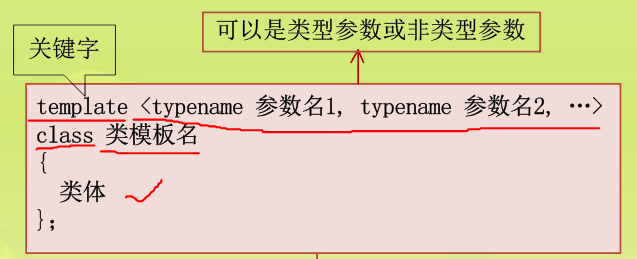 可以是类型参数或非类型参数
关键字
template <typename 参数名1, typename 参数名2, …>
class 类模板名
{
类体
};